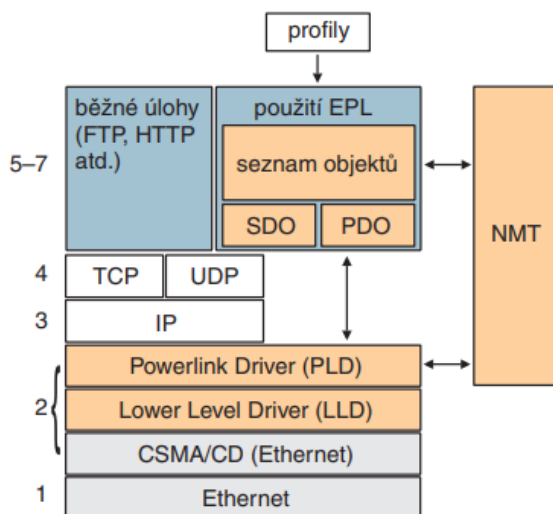 profily
běžné úlohy
(FTP, HTTP
atd.)
použití EPL
seznam objektů
SDO
PDO
NMT
5–7
4
TCP
UDP
3
IP
Powerlink Driver (PLD)
2
Lower Level Driver (LLD)
CSMA/CD (Ethernet)
1
Ethernet